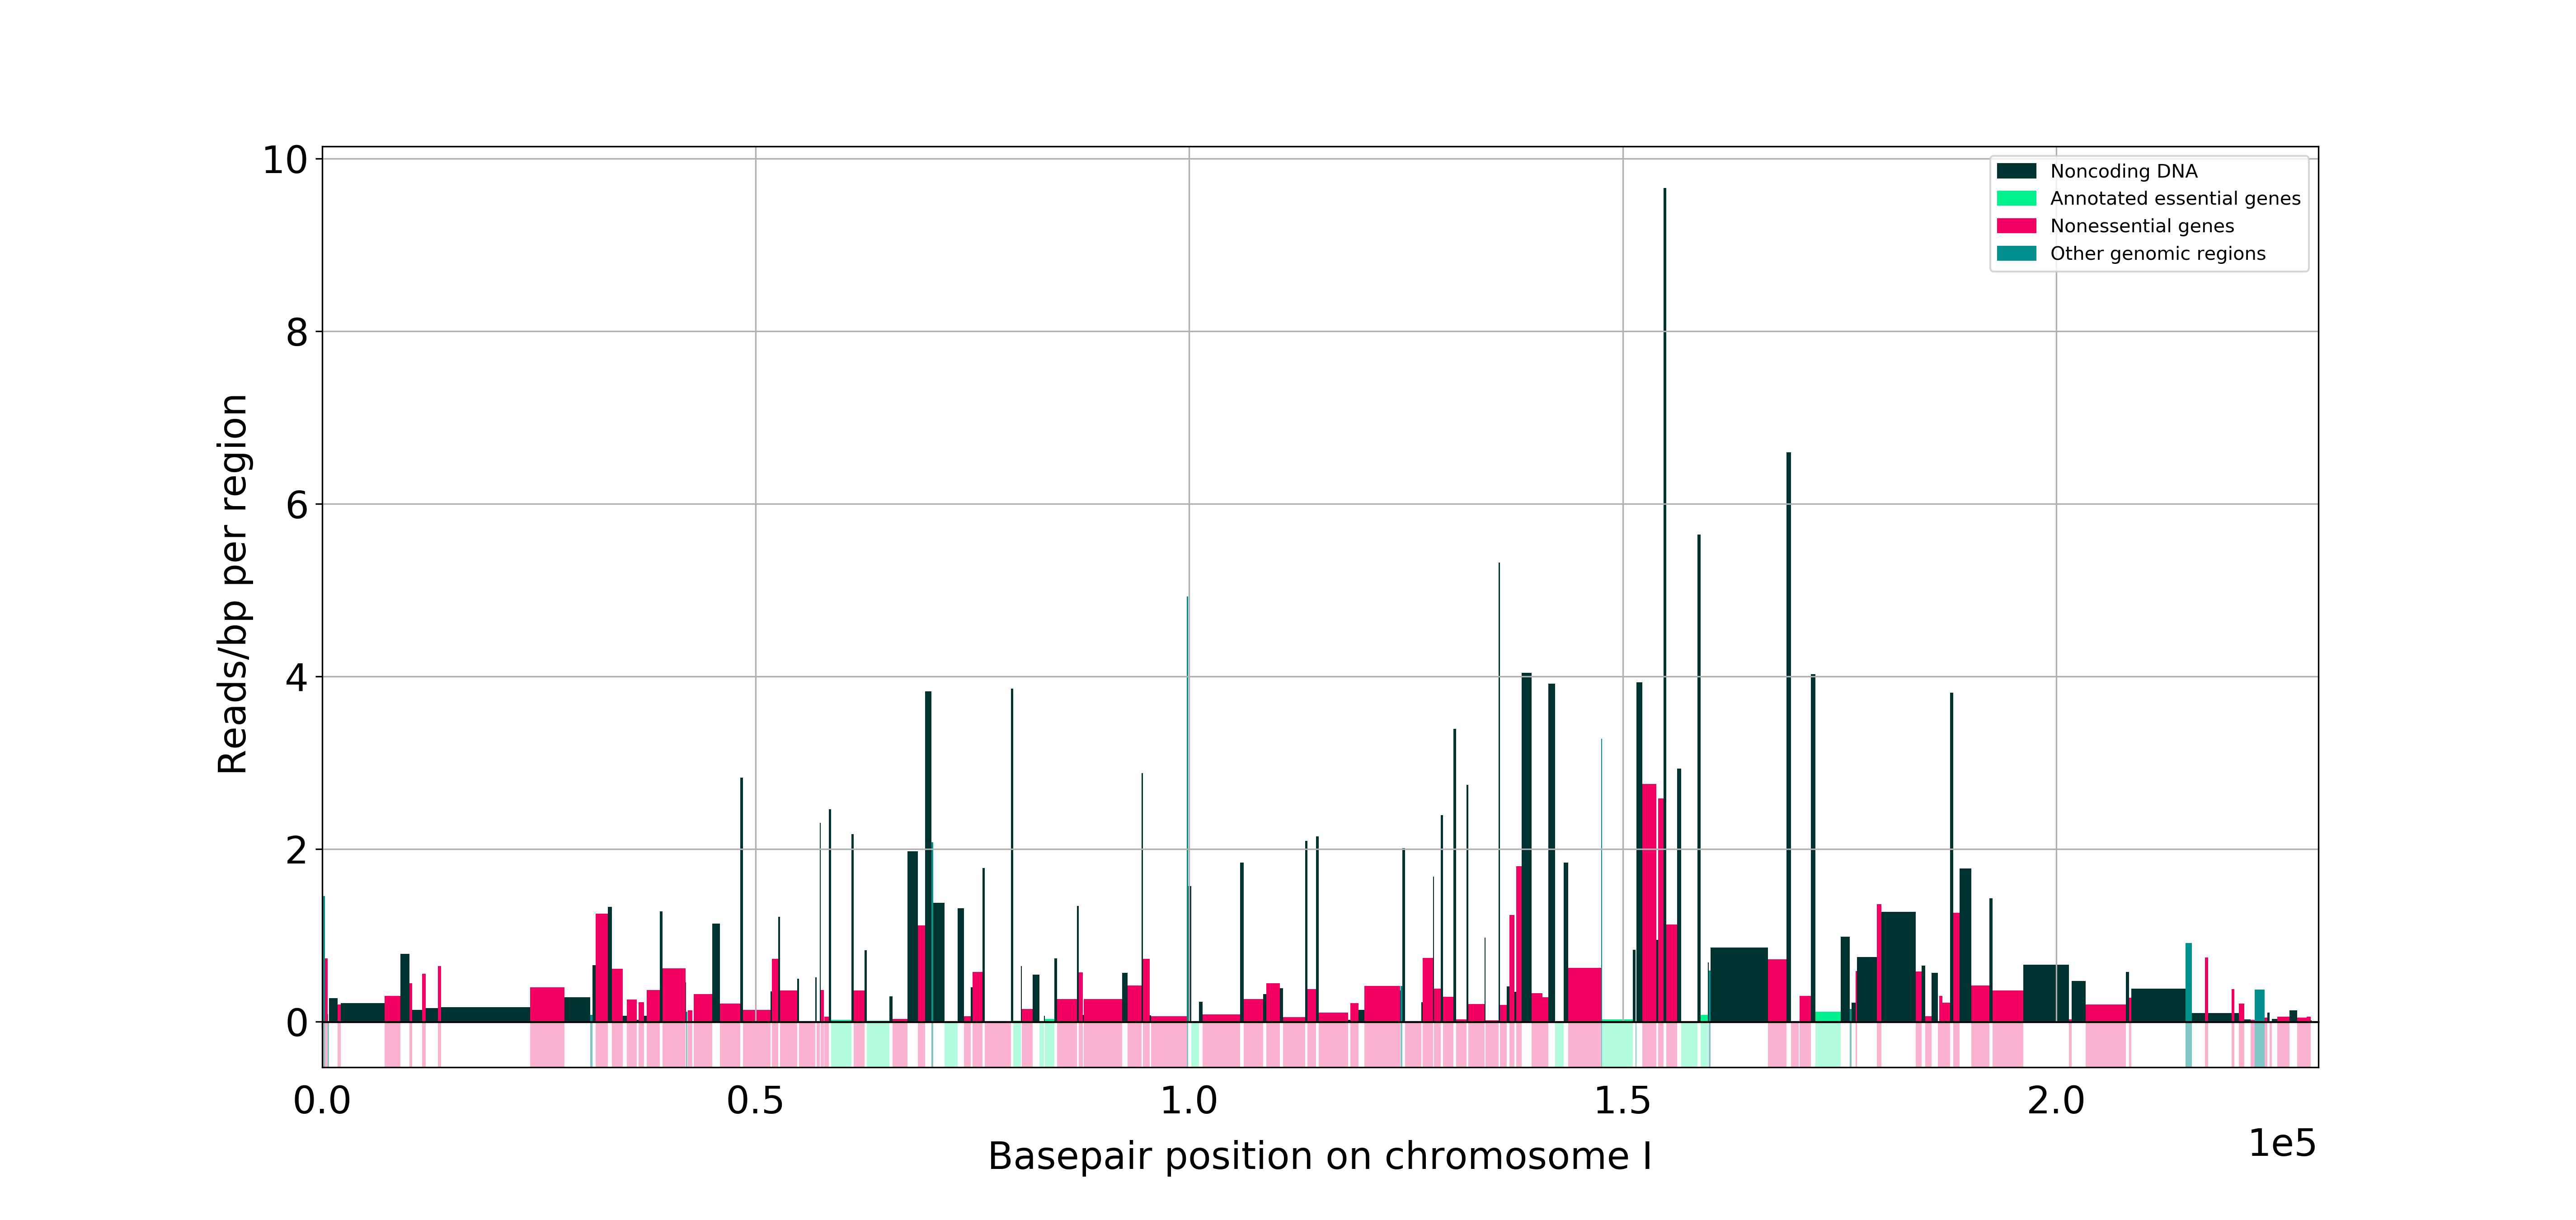 10
8
6
4
2
0
Reads/bp per region
Noncoding DNA
Annotated essential genes
Nonessential genes
Other genomic regions
0.0 0.5 1.0 1.5 2.0
1e5
Basepair position on chromosome I